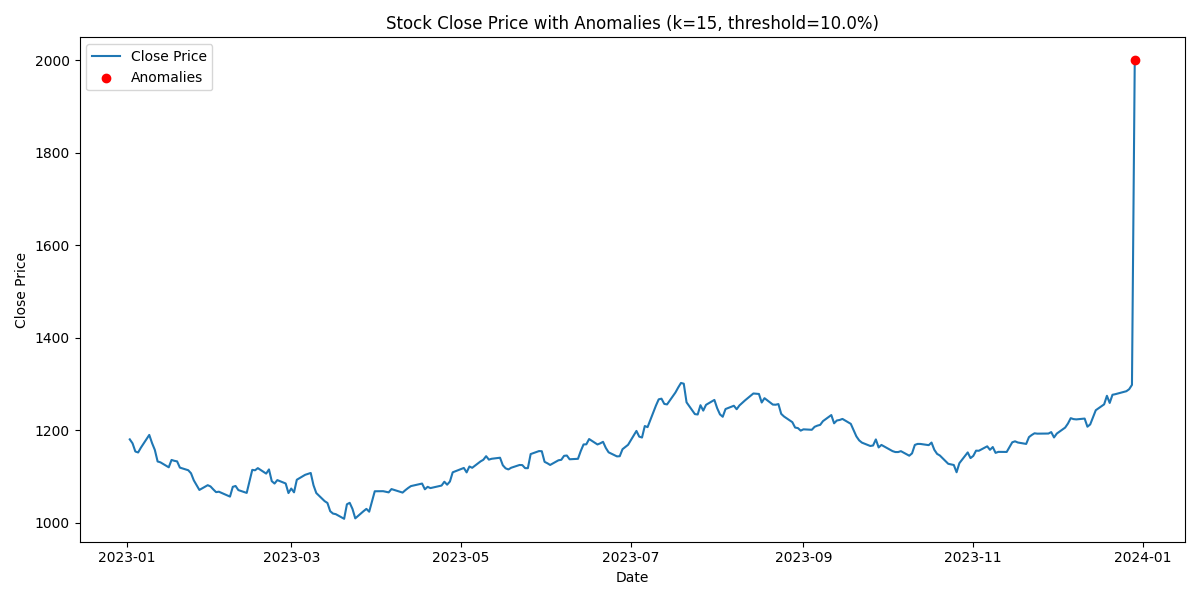 Stock Close Price with Anomalies (k=15, threshold=10.0%)
Close Price
Anomalies
2000
1800
1600
1400
1200
1000
Close Price
2023-01
2023-03
2023-05
2023-07
2023-09
2023-11
2024-01
Date